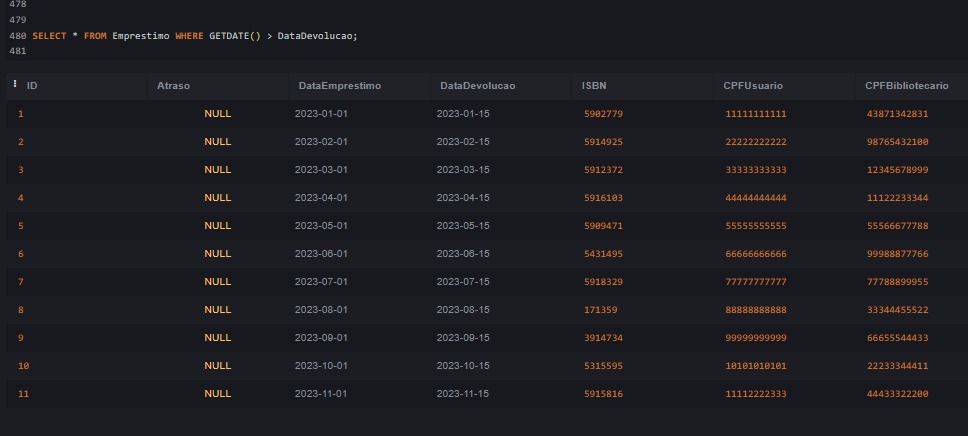 478
479
480 SELECT * FROM Emprestimo WHERE GETDATE() > DataDevolucao;
481
ID Atraso DataEmprestimo DataDevolucao ISBN CPFUsuario CPFBibliotecario
1 NULL 2023-01-01 2023-01-15 5902779 11111111111 43871342831
2 NULL 2023-02-01 2023-02-15 5914925 22222222222 98765432100
3 NULL 2023-03-01 2023-03-15 5912372 33333333333 12345678999
4 NULL 2023-04-01 2023-04-15 5916103 44444444444 11122233344
5 NULL 2023-05-01 2023-05-15 5909471 55555555555 55566677788
6 NULL 2023-06-01 2023-06-15 5431495 66666666666 99988877766
7 NULL 2023-07-01 2023-07-15 5918329 77777777777 77788899955
8 NULL 2023-08-01 2023-08-15 171359 88888888888 33344455522
9 NULL 2023-09-01 2023-09-15 3914734 99999999999 66655544433
10 NULL 2023-10-01 2023-10-15 5315595 10101010101 22233344411
11 NULL 2023-11-01 2023-11-15 5915816 11112222333 44433322200